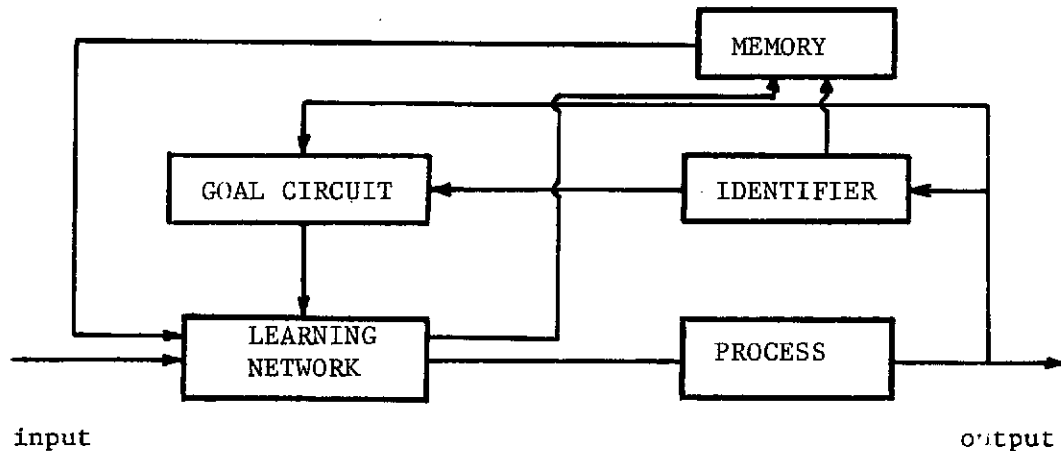 MEMORY
GOAL CIRCUIT
IDENTIFIER
LEARNING
NETWORK
PROCESS
input
output